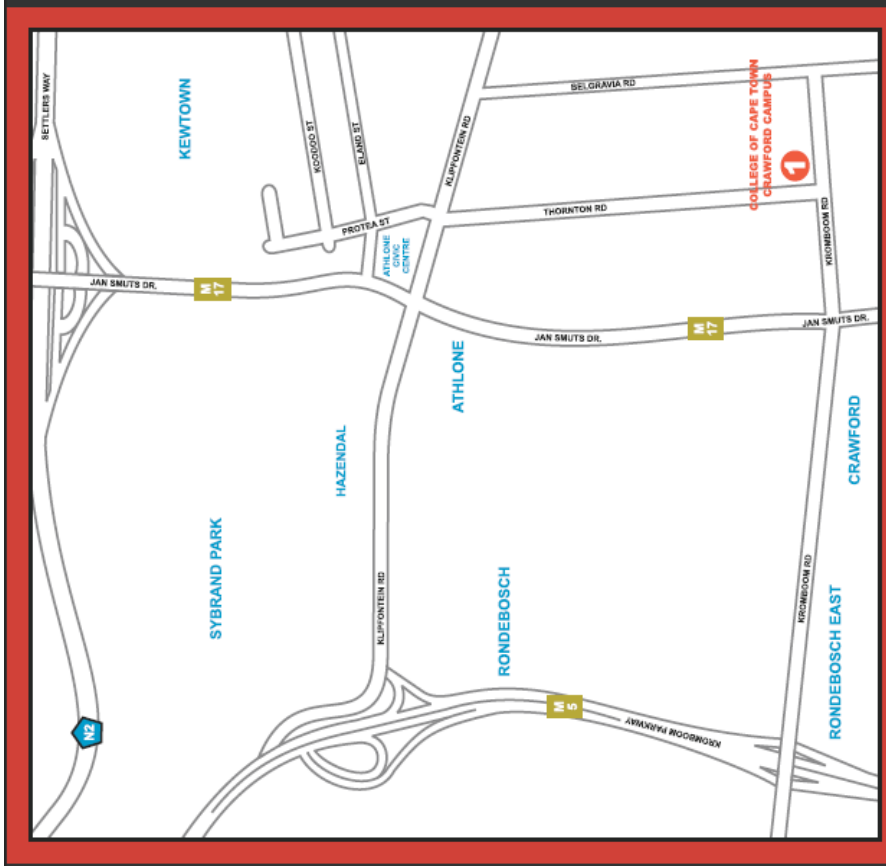 SETTLERS WAY
KEWTOWN
KOODOO ST
ELAND ST
KLIPFONTEIN RD
BELGRAVIA RD
COLLEGE OF CAPE TOWN
CRAWFORD CAMPUS
1
PROTEA ST
THORNTON RD
KROMBOOM RD
ATHLONE
CIVIC
CENTRE
JAN SMUTS DR.
M
17
JAN SMUTS DR.
M
17
JAN SMUTS DR.
ATHLONE
HAZENDAL
CRAWFORD
SYBRAND PARK
KLIPFONTEIN RD
RONDEBOSCH
KROMBOOM RD
RONDEBOSCH EAST
N2
M
5
KROMBOOM PARKWAY